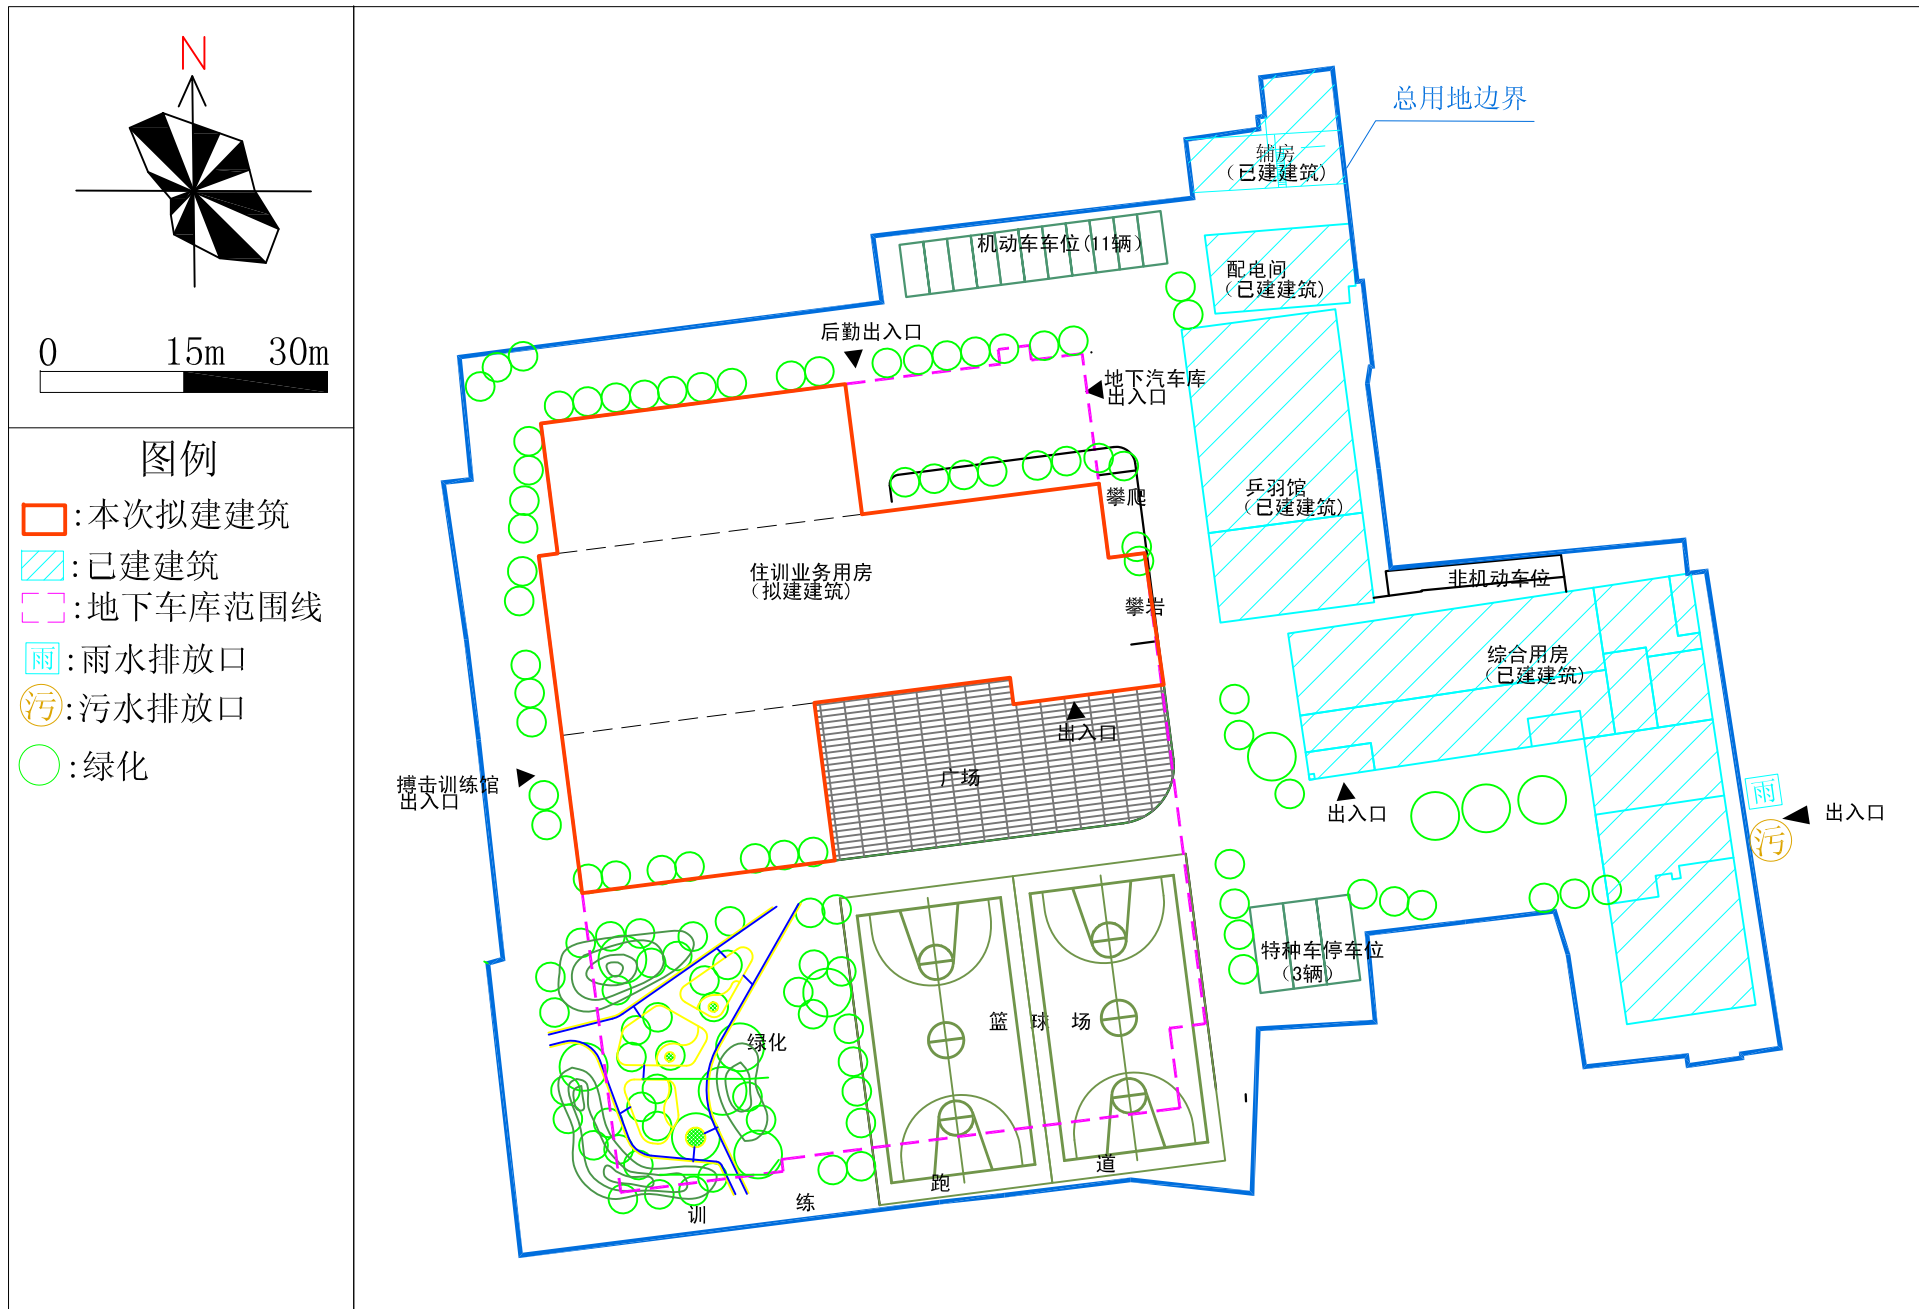 N
0 15m 30m
图例
:本次拟建建筑
:已建建筑
:地下车库范围线
雨:雨水排放口
污:污水排放口
:绿化
总用地边界
辅房
(已建建筑)
机动车车位(11辆)
配电间
(已建建筑)
后勤出入口
地下汽车库
出入口
攀爬
乒羽馆
(已建建筑)
住训业务用房
(拟建建筑)
攀岩
非机动车位
综合用房
(已建建筑)
出入口
广场
搏击训练馆
出入口
出入口
雨
出入口
污
特种车停车位
(3辆)
篮球场
绿化
训练跑道